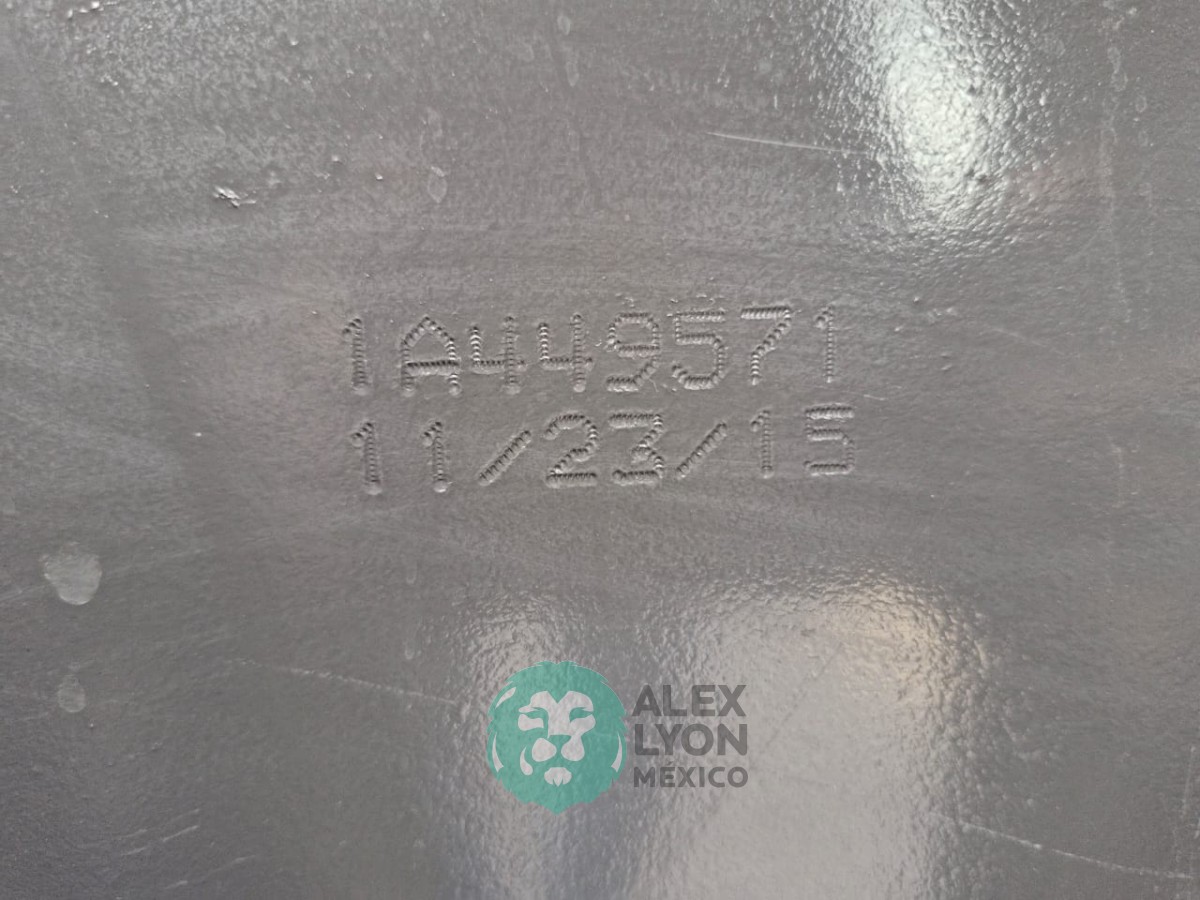 1A449571
11/23/15
ALEX
LYON
MEXICO